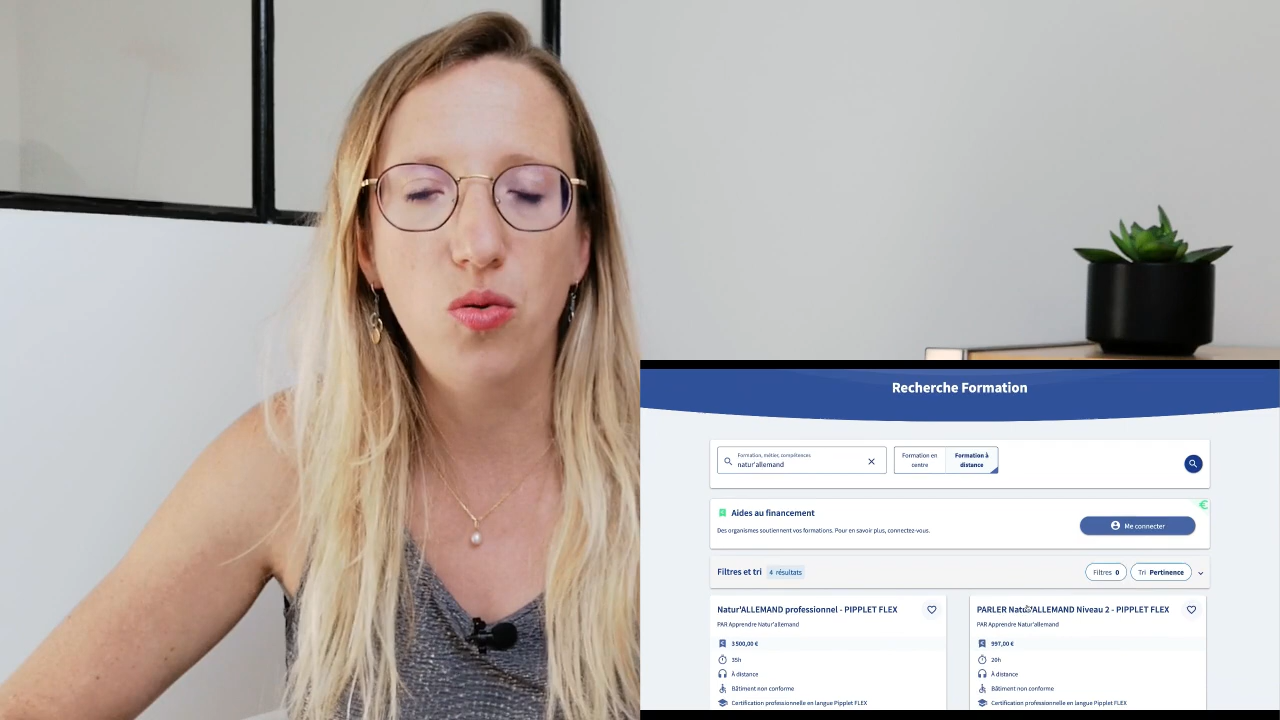 Recherche Formation
Formation, métier, compétences
natur'allemand
Formation en
centre
Formation à
distance
€
Aides au financement
Des organismes soutiennent vos formations. Pour en savoir plus, connectez-vous.
Me connecter
Filtres et tri 4 résultats
Filtres 0
Tri Pertinence
Natur'ALLEMAND professionnel - PIPPLET FLEX
PAR Apprendre Natur'allemand
3 500,00 €
35h
À distance
Bâtiment non conforme
Certification professionnelle en langue Pipplet FLEX
PARLER Natur'ALLEMAND Niveau 2 - PIPPLET FLEX
PAR Apprendre Natur'allemand
997,00 €
20h
À distance
Bâtiment non conforme
Certification professionnelle en langue Pipplet FLEX